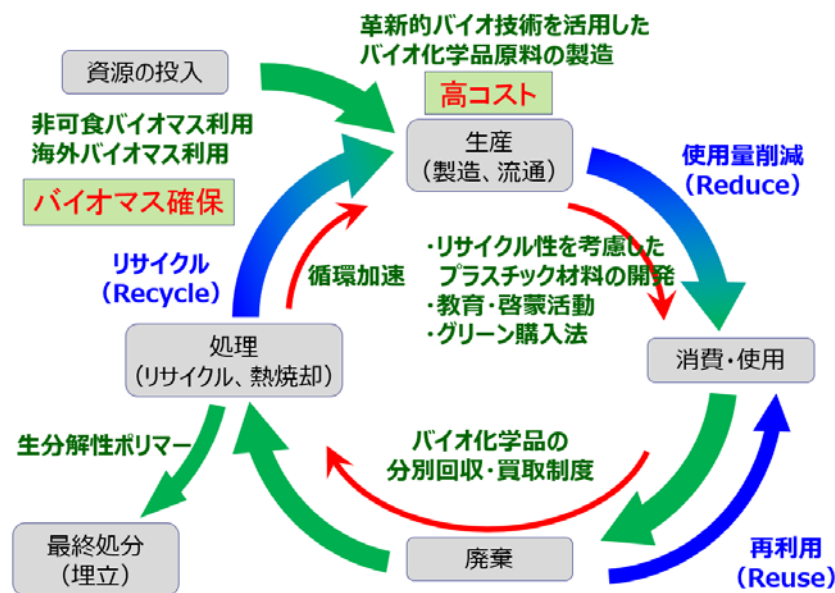 革新的バイオ技術を活用した
バイオ化学品原料の製造
資源の投入
高コスト
非可食バイオマス利用
海外バイオマス利用
生産
(製造、流通)
使用量削減
(Reduce)
バイオマス確保
リサイクル
(Recycle)
循環加速
・リサイクル性を考慮した
プラスチック材料の開発
・教育・啓蒙活動
・グリーン購入法
処理
(リサイクル、熱焼却)
消費・使用
生分解性ポリマー
バイオ化学品の
分別回収・買取制度
最終処分
(埋立)
廃棄
再利用
(Reuse)